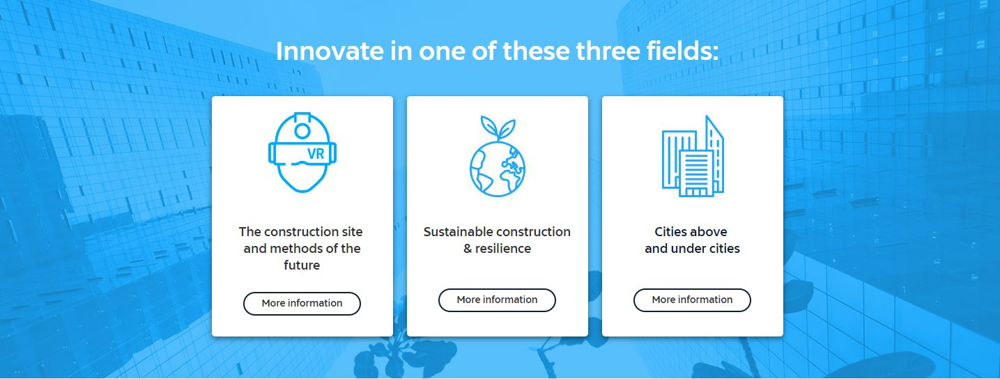 Innovate in one of these three fields:
VR
The construction site
and methods of the
future
More information
Sustainable construction
& resilience
More information
Cities above
and under cities
More information